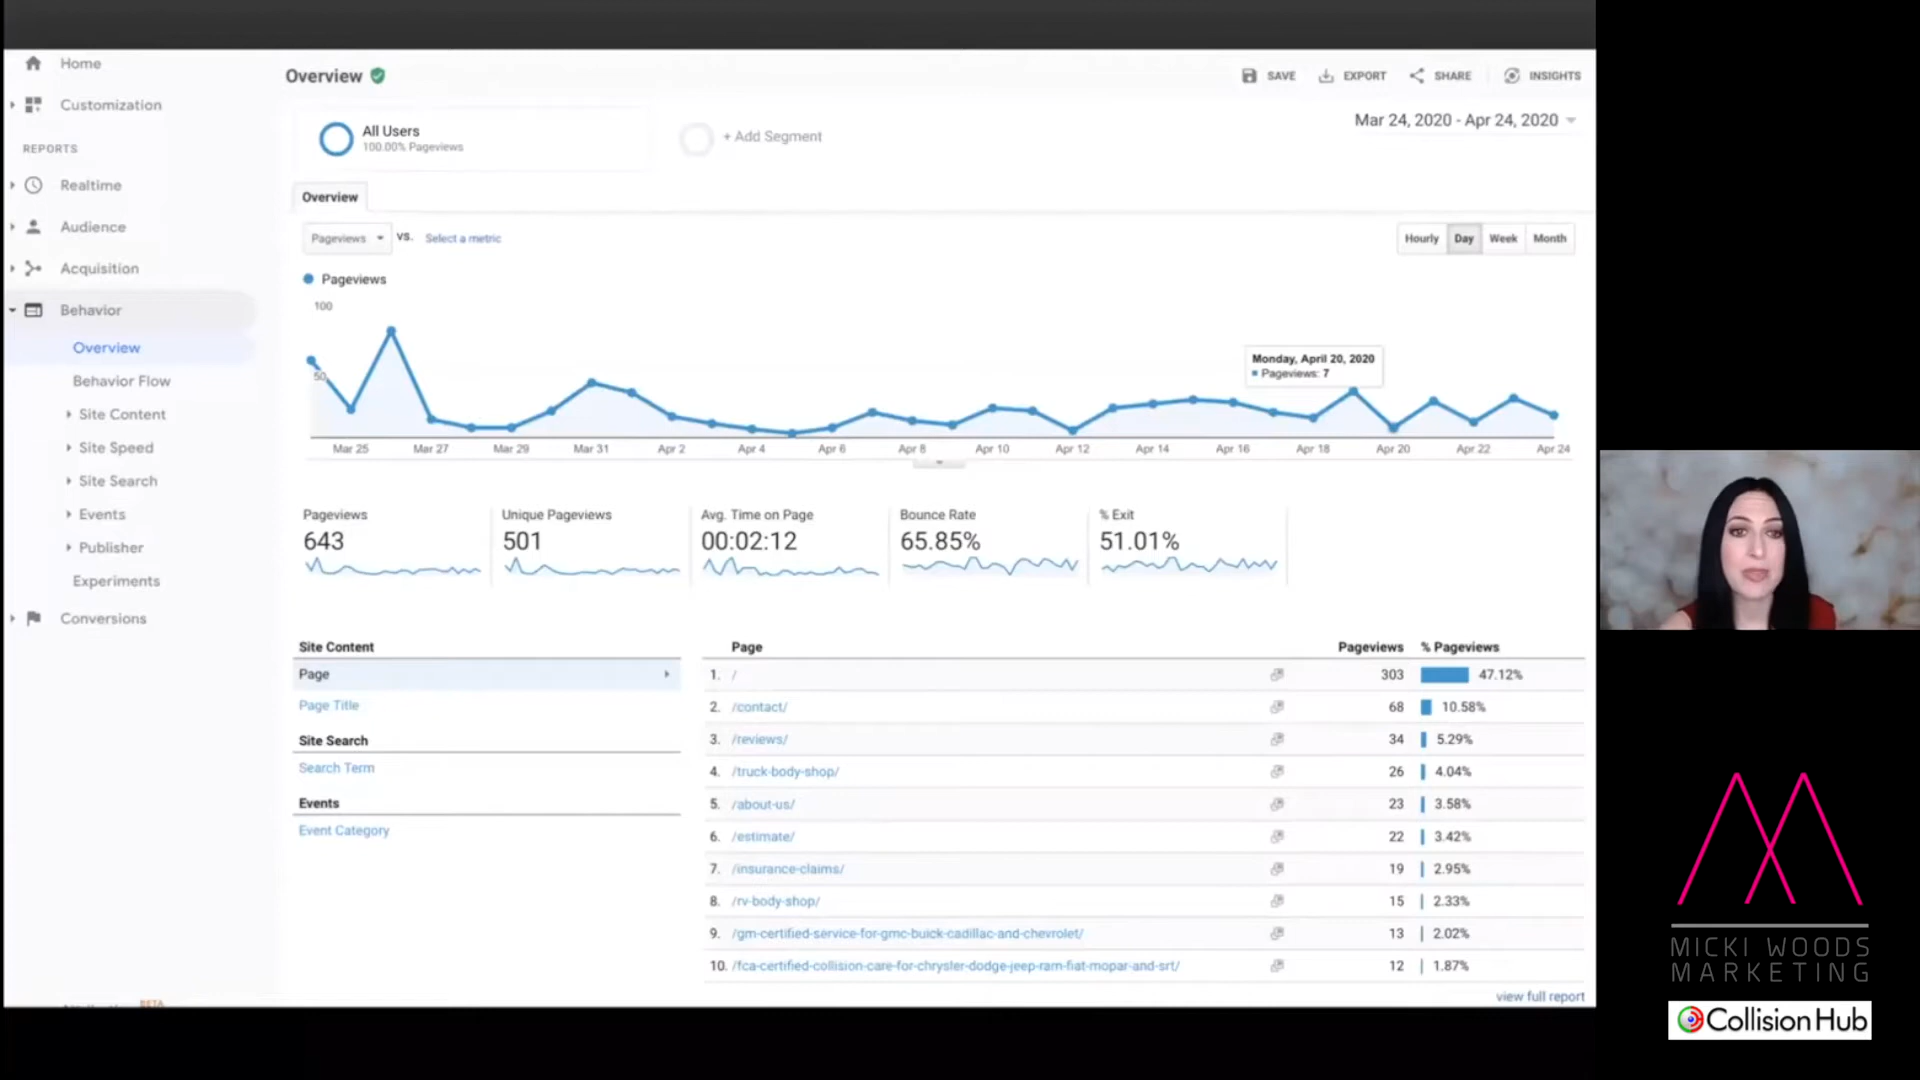 Home
Customization
REPORTS
Realtime
Audience
Acquisition
Behavior
Overview
Behavior Flow
Site Content
Site Speed
Site Search
Events
Publisher
Experiments
Conversions
BETA
Overview
SAVE
EXPORT
SHARE
INSIGHTS
All Users
100.00% Pageviews
+ Add Segment
Mar 24, 2020 - Apr 24, 2020
Overview
Pageviews vs. Select a metric
Hourly Day Week Month
Pageviews
100
50
Monday, April 20, 2020
Pageviews: 7
Mar 25 Mar 27 Mar 29 Mar 31 Apr 2 Apr 4 Apr 6 Apr 8 Apr 10 Apr 12 Apr 14 Apr 16 Apr 18 Apr 20 Apr 22 Apr 24
Pageviews
643
Unique Pageviews
501
Avg. Time on Page
00:02:12
Bounce Rate
65.85%
% Exit
51.01%
Site Content
Page
Page Title
Site Search
Search Term
Events
Event Category
Page Pageviews % Pageviews
1. / 303 47.12%
2. /contact/ 68 10.58%
3. /reviews/ 34 5.29%
4. /truck-body-shop/ 26 4.04%
5. /about-us/ 23 3.58%
6. /estimate/ 22 3.42%
7. /insurance-claims/ 19 2.95%
8. /rv-body-shop/ 15 2.33%
9. /gm-certified-service-for-gmc-buick-cadillac-and-chevrolet/ 13 2.02%
10. /fca-certified-collision-care-for-chrysler-dodge-jeep-ram-fiat-mopar-and-srt/ 12 1.87%
view full report
MICKI WOODS
MARKETING
Collision Hub